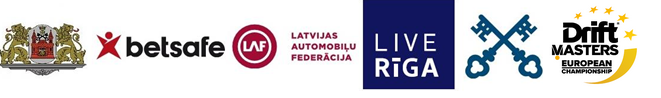 betsafe
LAF
LATVIJAS
AUTOMOBIĻU
FEDERĀCIJA
LIVE
RĪGA
Drift
MASTERS
EUROPEAN
CHAMPIONSHIP